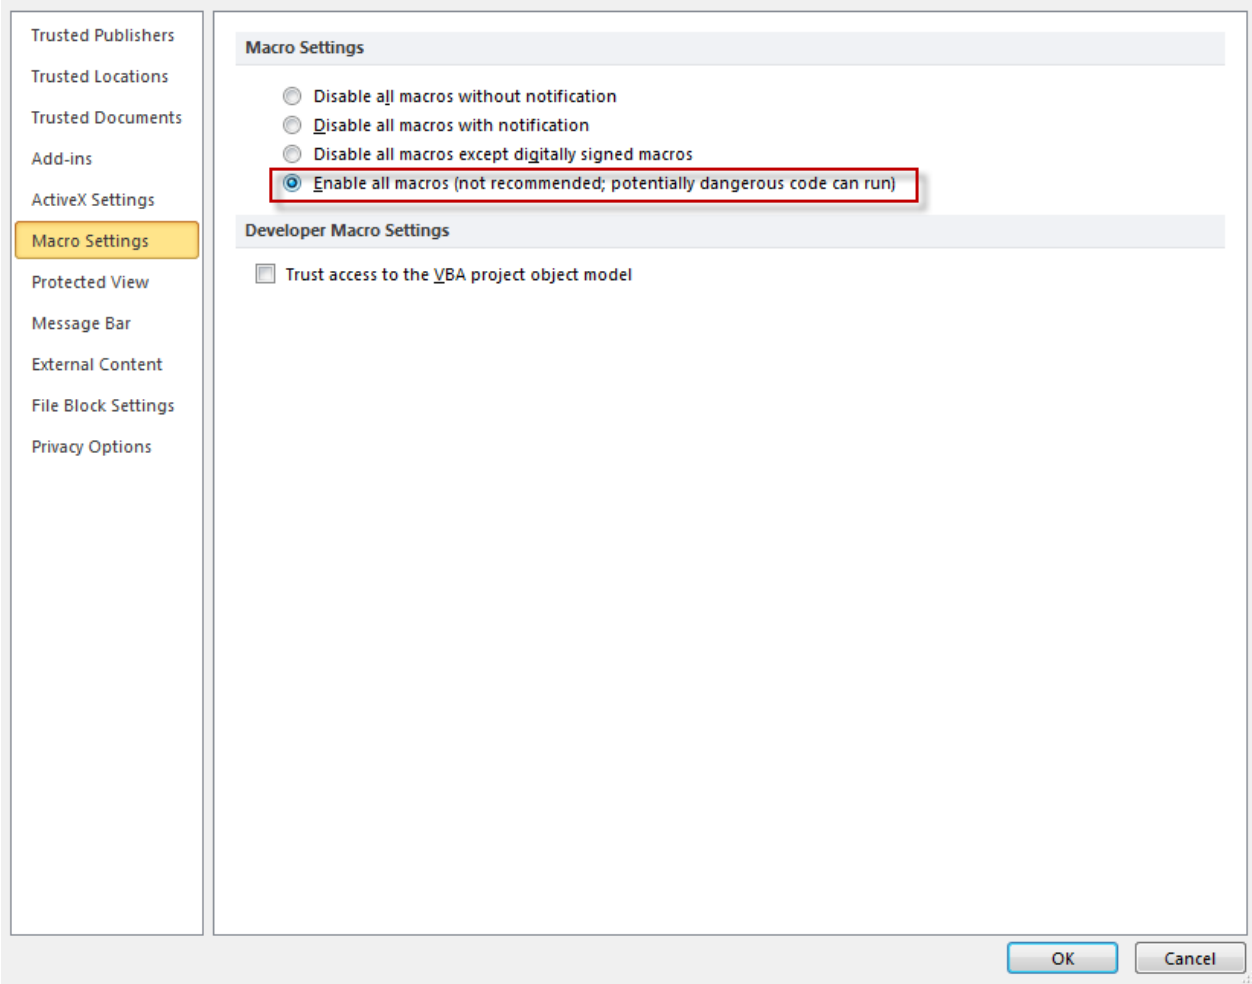 Trusted Publishers
Trusted Locations
Trusted Documents
Add-ins
ActiveX Settings
Macro Settings
Protected View
Message Bar
External Content
File Block Settings
Privacy Options
Macro Settings
Disable all macros without notification
Disable all macros with notification
Disable all macros except digitally signed macros
Enable all macros (not recommended; potentially dangerous code can run)
Developer Macro Settings
Trust access to the VBA project object model
OK
Cancel